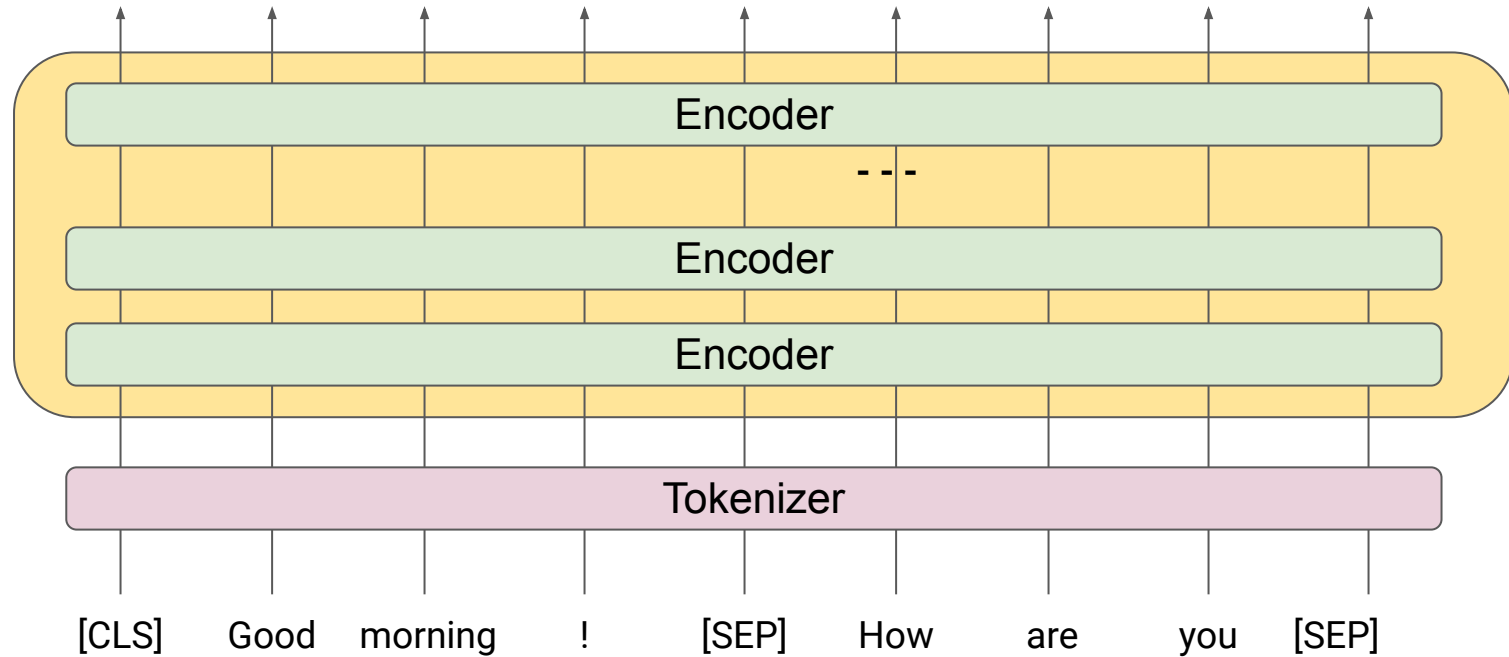 Encoder
- - -
Encoder
Encoder
Tokenizer
[CLS] Good morning ! [SEP] How are you [SEP]